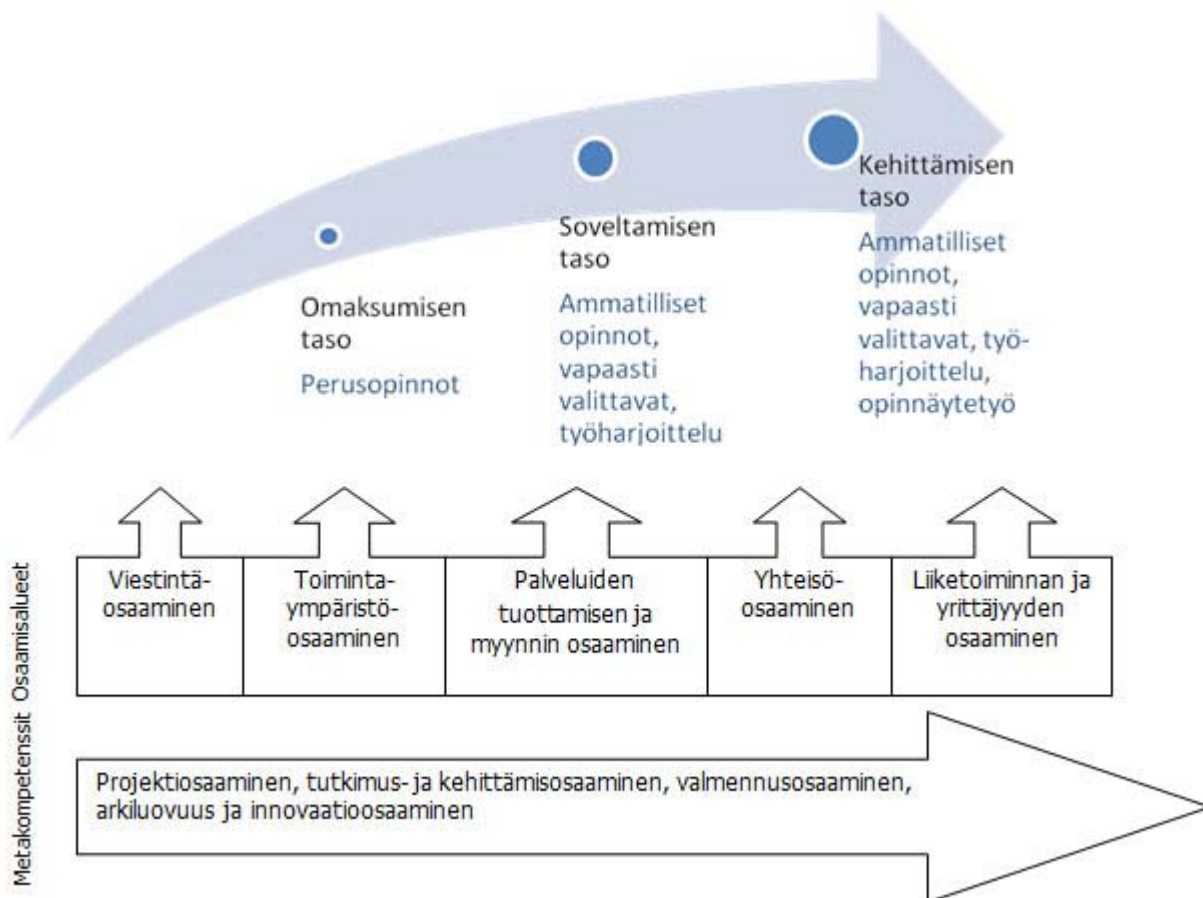 Omaksumisen
taso
Perusopinnot
Soveltamisen
taso
Ammatilliset
opinnot,
vapaasti
valittavat,
työharjoittelu
Kehittämisen
taso
Ammatilliset
opinnot,
vapaasti
valittavat, työ-
harjoittelu,
opinnäytetyö
Osaamisalueet
Viestintä-
osaaminen
Toiminta-
ympäristö-
osaaminen
Palveluiden
tuottamisen ja
myynnin osaaminen
Yhteisö-
osaaminen
Liiketoiminnan ja
yrittäjyyden
osaaminen
Metakompetenssit
Projektiosaaminen, tutkimus- ja kehittämisosaaminen, valmennusosaaminen,
arkiluovuus ja innovaatioosaaminen